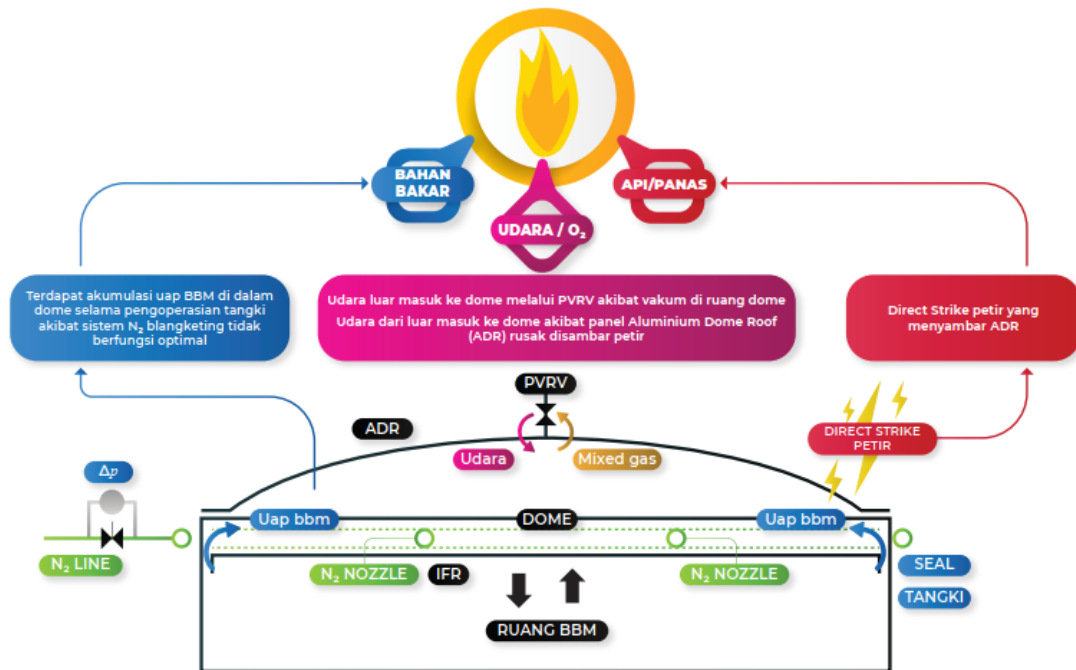 BAHAN
BAKAR
API/PANAS
UDARA / O₂
Terdapat akumulasi uap BBM di dalam
dome selama pengoperasian tangki
akibat sistem N₂ blangketing tidak
berfungsi optimal
Udara luar masuk ke dome melalui PVRV akibat vakum di ruang dome
Udara dari luar masuk ke dome akibat panel Aluminium Dome Roof
(ADR) rusak disambar petir
Direct Strike petir yang
menyambar ADR
PVRV
ADR
Udara
Mixed gas
DIRECT STRIKE
PETIR
Δp
Uap bbm
DOME
Uap bbm
N₂ LINE
N₂ NOZZLE
IFR
N₂ NOZZLE
SEAL
TANGKI
RUANG BBM